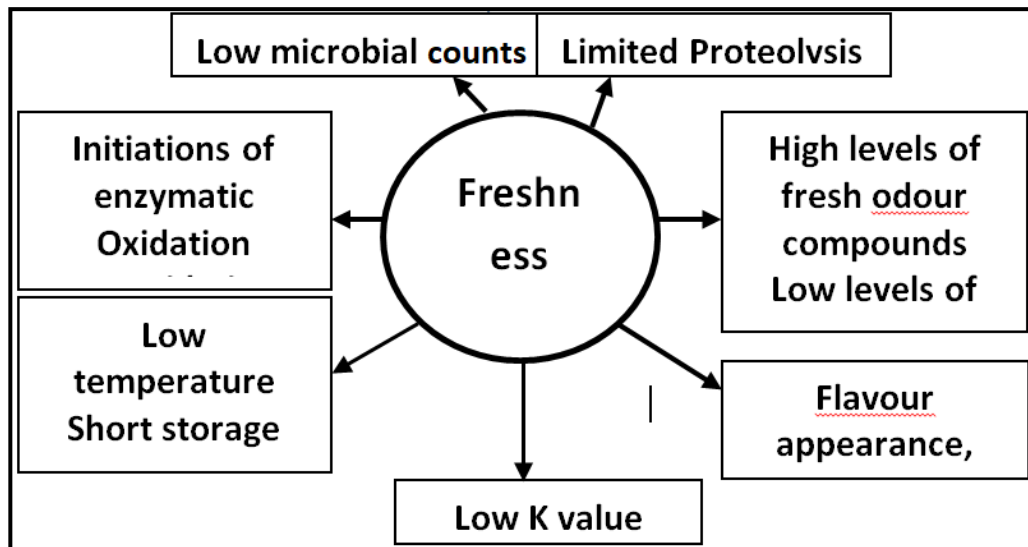 Low microbial counts
Limited Proteolvsis
Initiations of
enzymatic
Oxidation
Freshn
ess
High levels of
fresh odour
compounds
Low levels of
Low
temperature
Short storage
Flavour
appearance,
Low K value